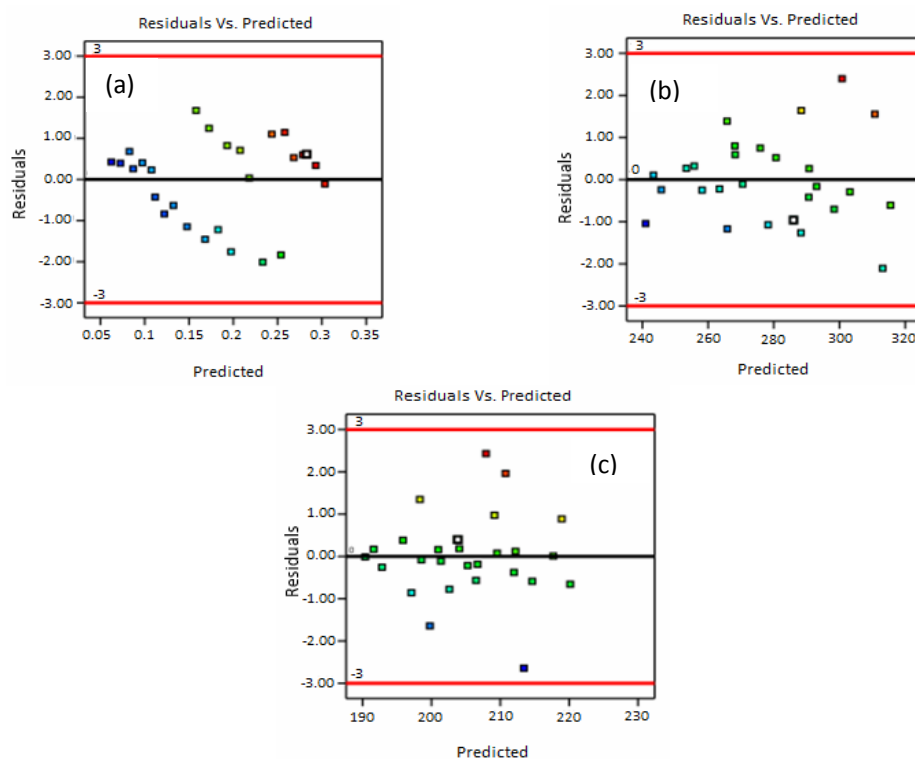 Residuals Vs. Predicted
3
3.00
2.00
1.00
0.00
-1.00
-2.00
-3.00
-3
(a)
Residuals
0.05 0.1 0.15 0.2 0.25 0.3 0.35
Predicted
Residuals Vs. Predicted
3
3.00
2.00
1.00
0
0.00
-1.00
-2.00
-3.00
-3
(b)
Residuals
240 260 280 300 320
Predicted
Residuals Vs. Predicted
3
3.00
2.00
1.00
0
0.00
-1.00
-2.00
-3.00
-3
(c)
Residuals
190 200 210 220 230
Predicted